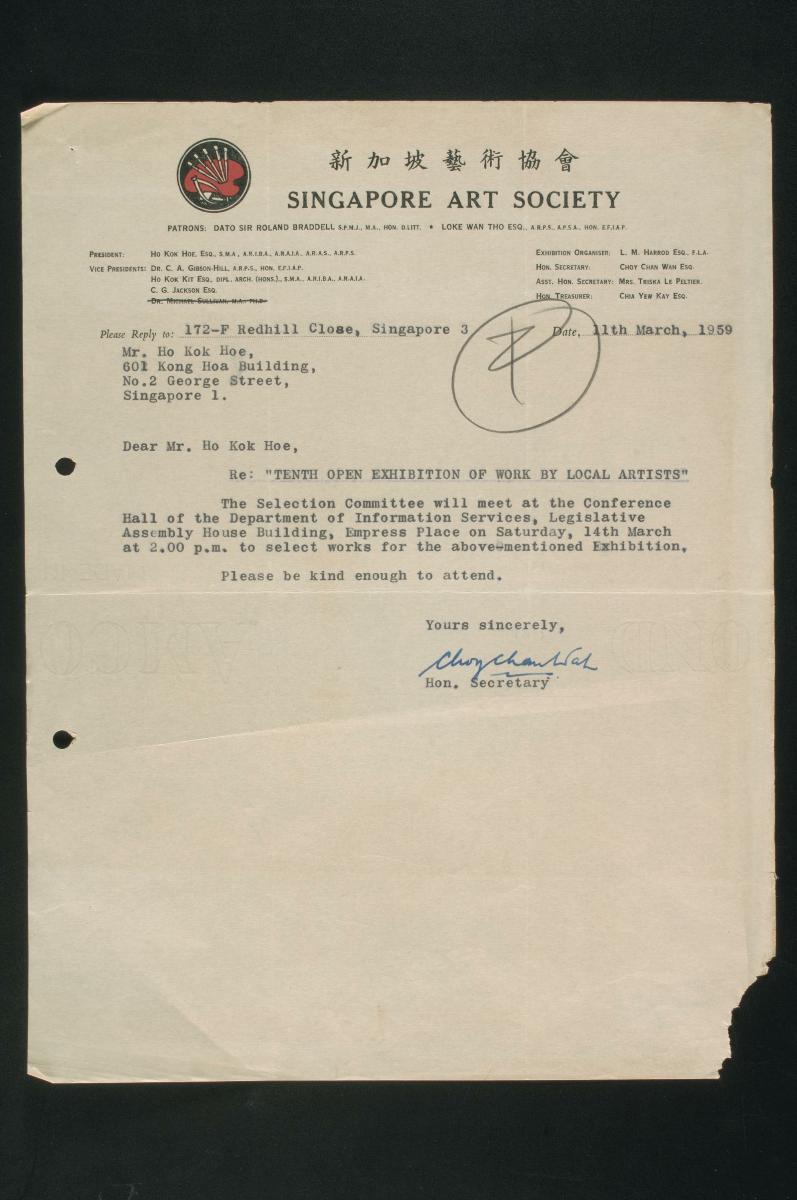 新加坡藝術協會
SINGAPORE ART SOCIETY
PATRONS: DATO SIR ROLAND BRADDELL S.P.M.J., M.A., HON. D.LITT. • LOKE WAN THO ESQ., A.R.P.S., A.P.S.A., HON. E.F.I.A.P.
PRESIDENT: HO KOK HOE, ESQ., S.M.A., A.R.I.B.A., A.R.A.I.A., A.R.A.S., A.R.P.S.
VICE PRESIDENTS: DR. C. A. GIBSON-HILL, A.R.P.S., HON. E.F.I.A.P.
HO KOK KIT ESQ., DIPL. ARCH. (HONS.), S.M.A., A.R.I.B.A., A.R.A.I.A.
C. G. JACKSON ESQ.
DR. MICHAEL SULLIVAN, M.A., PH.D.
EXHIBITION ORGANISER: L. M. HARROD ESQ., F.L.A.
HON. SECRETARY: CHOY CHAN WAN ESQ.
ASST. HON. SECRETARY: MRS. TRISKA LE PELTIER.
HON. TREASURER: CHIA YEW KAY ESQ.
Please Reply to: 172-F Redhill Close, Singapore 3
Date, 11th March, 1959
Mr. Ho Kok Hoe,
601 Kong Hoa Building,
No.2 George Street,
Singapore 1.
Dear Mr. Ho Kok Hoe,
Re: "TENTH OPEN EXHIBITION OF WORK BY LOCAL ARTISTS"
The Selection Committee will meet at the Conference
Hall of the Department of Information Services, Legislative
Assembly House Building, Empress Place on Saturday, 14th March
at 2.00 p.m. to select works for the above-mentioned Exhibition.
Please be kind enough to attend.
Yours sincerely,
Choy Chan Wah
Hon. Secretary